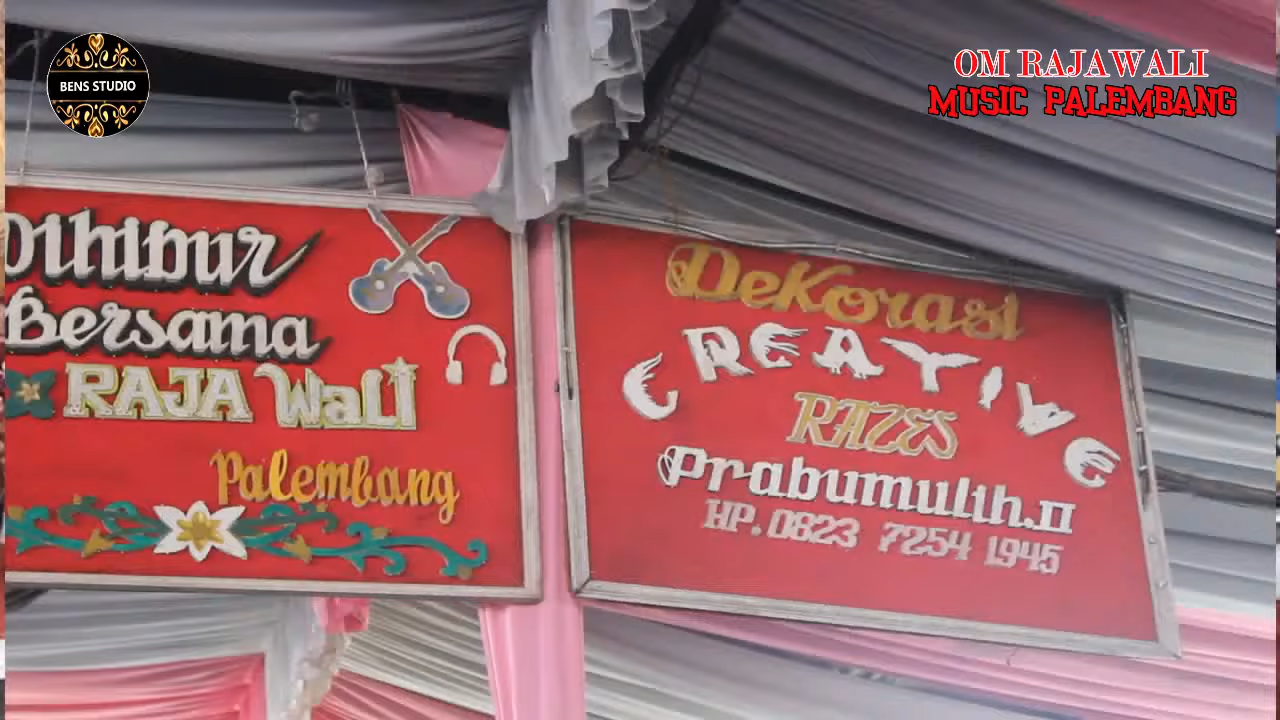 BENS STUDIO
OM RAJAWALI
MUSIC PALEMBANG
Dihibur
Bersama
RAJA WaLI
Palembang
DeKorasi
CREATIVE
RAZES
Prabumulih.II
HP. 0823 7254 1945